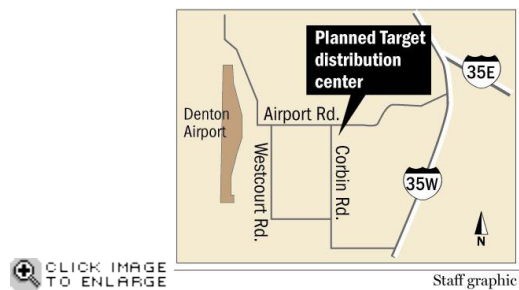 Planned Target
distribution
center
35E
Denton
Airport
Airport Rd.
Westcourt Rd.
Corbin Rd.
35W
N
CLICK IMAGE
TO ENLARGE
Staff graphic